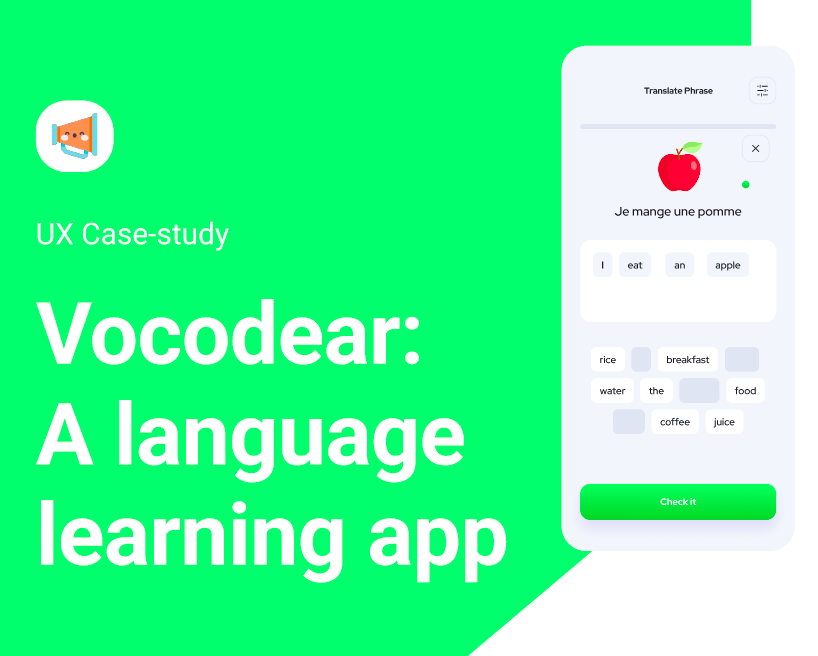 UX Case-study
Vocodear:
A language
learning app
Translate Phrase
Je mange une pomme
I eat an apple
rice breakfast
water the food
coffee juice
Check it